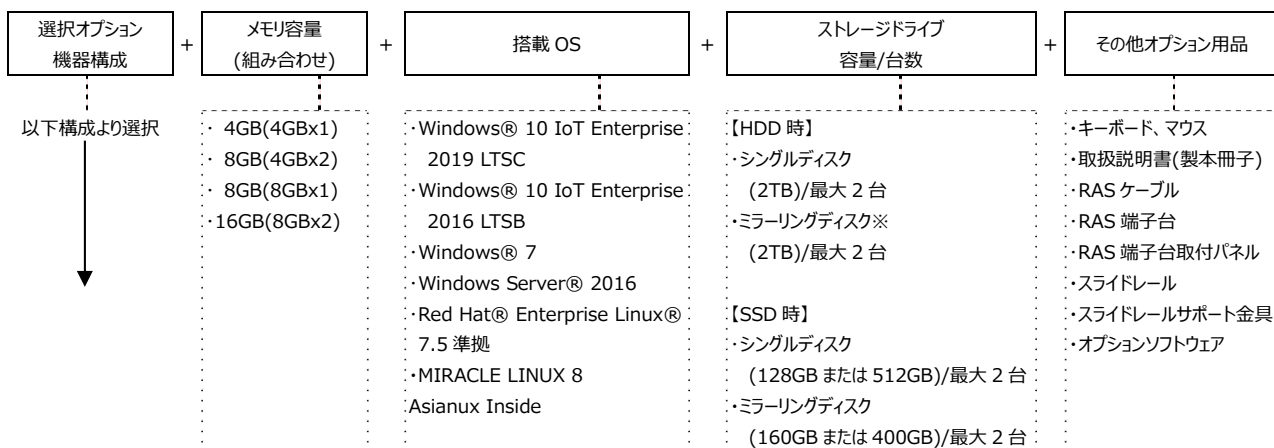 選択オプション
機器構成
+
メモリ容量
(組み合わせ)
+
搭載 OS
+
ストレージドライブ
容量/台数
+
その他オプション用品
以下構成より選択
・ 4GB(4GBx1)
・ 8GB(4GBx2)
・ 8GB(8GBx1)
・16GB(8GBx2)
・Windows® 10 IoT Enterprise
2019 LTSC
・Windows® 10 IoT Enterprise
2016 LTSB
・Windows® 7
・Windows Server® 2016
・Red Hat® Enterprise Linux®
7.5 準拠
・MIRACLE LINUX 8
Asianux Inside
【HDD 時】
・シングルディスク
(2TB)/最大 2 台
・ミラーリングディスク※
(2TB)/最大 2 台
【SSD 時】
・シングルディスク
(128GB または 512GB)/最大 2 台
・ミラーリングディスク
(160GB または 400GB)/最大 2 台
・キーボード、マウス
・取扱説明書(製本冊子)
・RAS ケーブル
・RAS 端子台
・RAS 端子台取付パネル
・スライドレール
・スライドレールサポート金具
・オプションソフトウェア